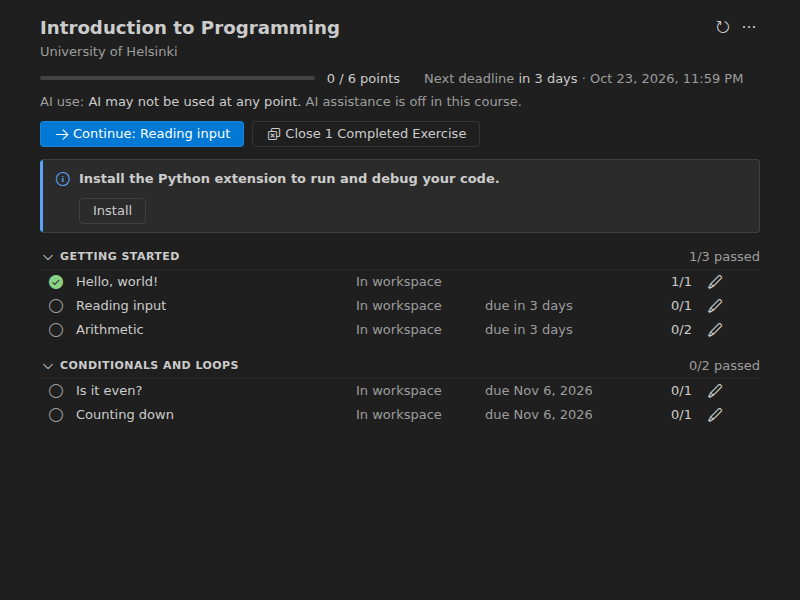 Introduction to Programming
University of Helsinki
0 / 6 points Next deadline in 3 days · Oct 23, 2026, 11:59 PM
AI use: AI may not be used at any point. AI assistance is off in this course.
Continue: Reading input Close 1 Completed Exercise
Install the Python extension to run and debug your code.
Install
GETTING STARTED 1/3 passed
Hello, world! In workspace 1/1
Reading input In workspace due in 3 days 0/1
Arithmetic In workspace due in 3 days 0/2
CONDITIONALS AND LOOPS 0/2 passed
Is it even? In workspace due Nov 6, 2026 0/1
Counting down In workspace due Nov 6, 2026 0/1